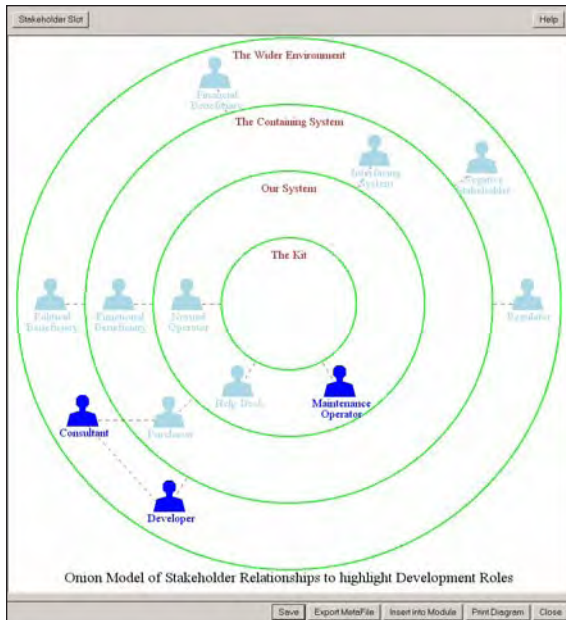 Stakeholder Slot
Help
The Wider Environment
Financial
Beneficiary
The Containing System
Interfacing
System
Negative
Stakeholder
Our System
The Kit
Political
Beneficiary
Functional
Beneficiary
Normal
Operator
Regulator
Help Desk
Maintenance
Operator
Consultant
Purchaser
Developer
Onion Model of Stakeholder Relationships to highlight Development Roles
Save
Export MetaFile
Insert into Module
Print Diagram
Close